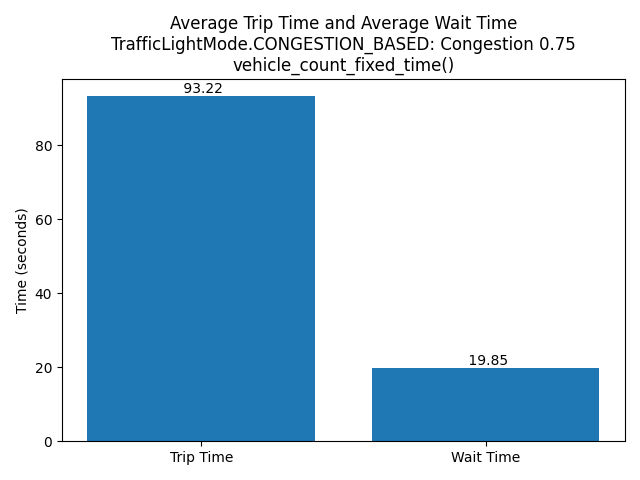 Average Trip Time and Average Wait Time
TrafficLightMode.CONGESTION_BASED: Congestion 0.75
vehicle_count_fixed_time()
93.22
19.85
80
60
40
20
0
Time (seconds)
Trip Time
Wait Time